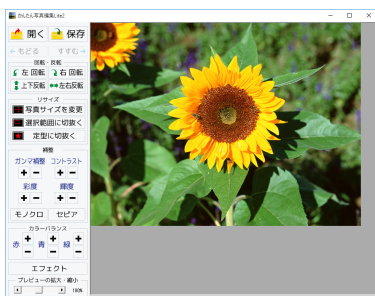 かんたん写真編集Lite2
開く 保存
←もどる すすむ→
回転・反転
左 回転 右 回転
上下反転 左右反転
リサイズ
写真サイズを変更
選択範囲に切抜く
定型に切抜く
補整
ガンマ補整 コントラスト
+ − + −
彩度 輝度
+ − + −
モノクロ セピア
カラーバランス
赤 + − 青 + − 緑 + −
エフェクト
プレビューの拡大・縮小
100%